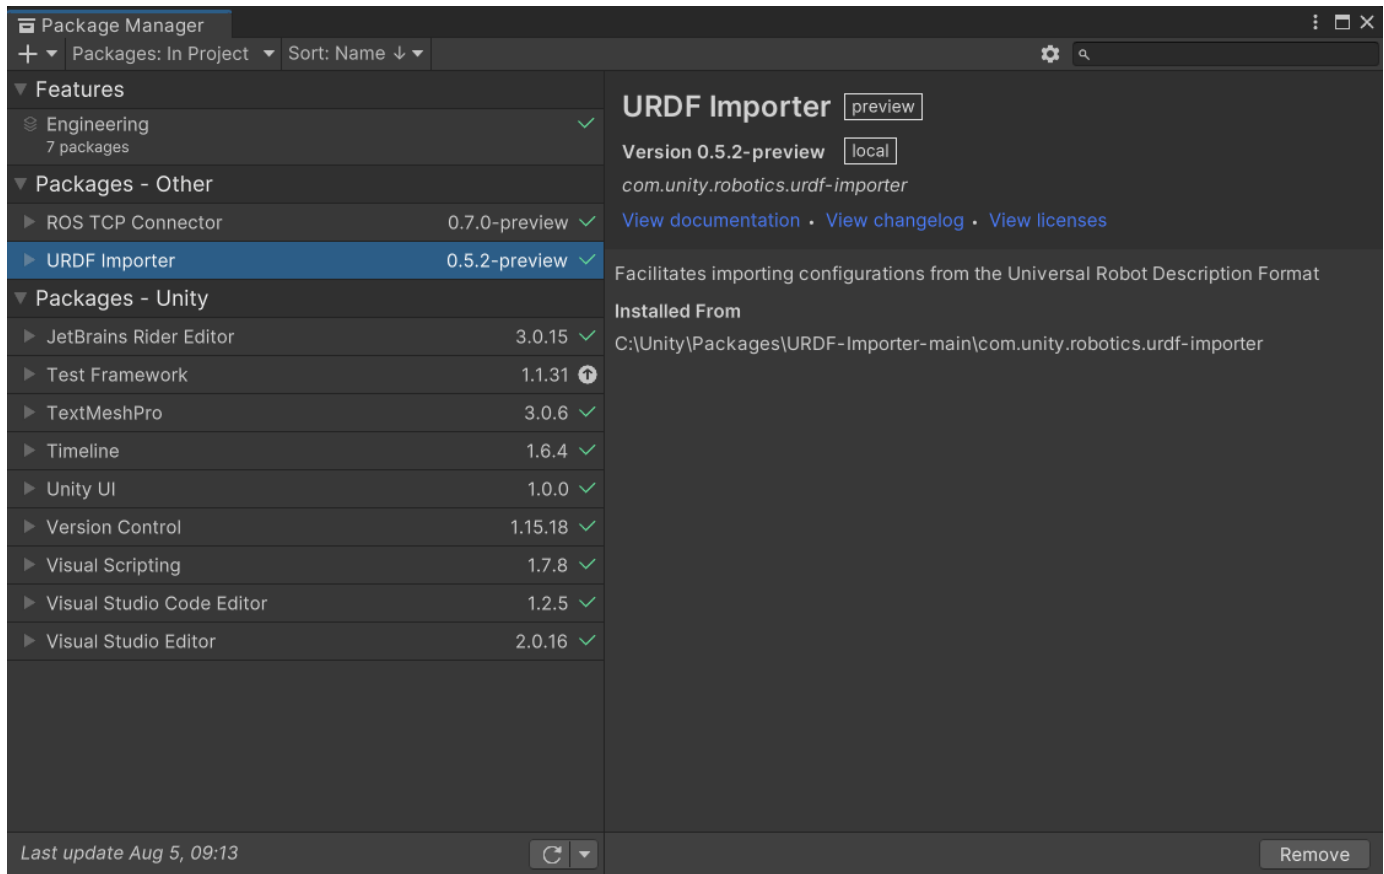 Package Manager
Packages: In Project Sort: Name ↓
Features
Engineering
7 packages
Packages - Other
ROS TCP Connector 0.7.0-preview
URDF Importer 0.5.2-preview
Packages - Unity
JetBrains Rider Editor 3.0.15
Test Framework 1.1.31
TextMeshPro 3.0.6
Timeline 1.6.4
Unity UI 1.0.0
Version Control 1.15.18
Visual Scripting 1.7.8
Visual Studio Code Editor 1.2.5
Visual Studio Editor 2.0.16
Last update Aug 5, 09:13
URDF Importer preview
Version 0.5.2-preview local
com.unity.robotics.urdf-importer
View documentation • View changelog • View licenses
Facilitates importing configurations from the Universal Robot Description Format
Installed From
C:\Unity\Packages\URDF-Importer-main\com.unity.robotics.urdf-importer
Remove